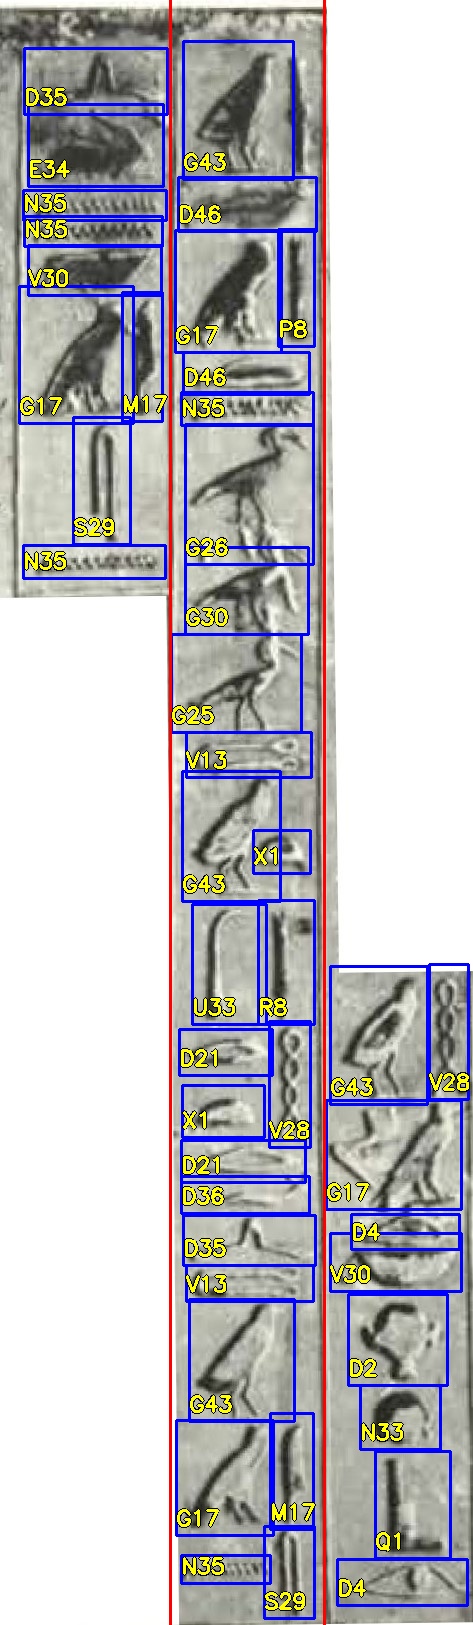 D35
E34
N35
N35
V30
G17 M17
S29
N35
G43
D46
G17 P8
D46
N35
G26
G30
G25
V13
G43 X1
U33 R8
D21
X1 V28
D21
D36
D35
V13
G43
G17 M17
N35 S29
G43 V28
G17
D4
V30
D2
N33
Q1
D4